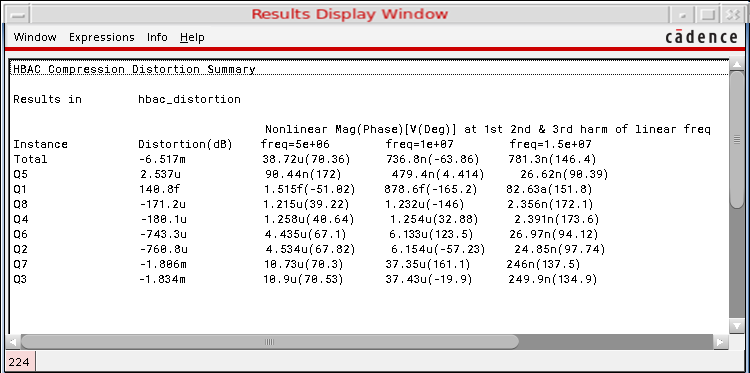 Results Display Window
Window Expressions Info Help cādence
HBAC Compression Distortion Summary
Results in hbac_distortion
Nonlinear Mag(Phase)[V(Deg)] at 1st 2nd & 3rd harm of linear freq
Instance Distortion(dB) freq=5e+06 freq=1e+07 freq=1.5e+07
Total -6.517m 38.72u(70.36) 736.8n(-63.86) 781.3n(146.4)
Q5 2.537u 90.44n(172) 479.4n(4.414) 26.62n(90.39)
Q1 140.8f 1.515f(-51.02) 878.6f(-165.2) 82.63a(151.8)
Q8 -171.2u 1.215u(39.22) 1.232u(-146) 2.356n(172.1)
Q4 -180.1u 1.258u(40.64) 1.254u(32.88) 2.391n(173.6)
Q6 -743.3u 4.435u(67.1) 6.133u(123.5) 26.97n(94.12)
Q2 -760.8u 4.534u(67.82) 6.154u(-57.23) 24.85n(97.74)
Q7 -1.806m 10.73u(70.3) 37.35u(161.1) 246n(137.5)
Q3 -1.834m 10.9u(70.53) 37.43u(-19.9) 249.9n(134.9)
224